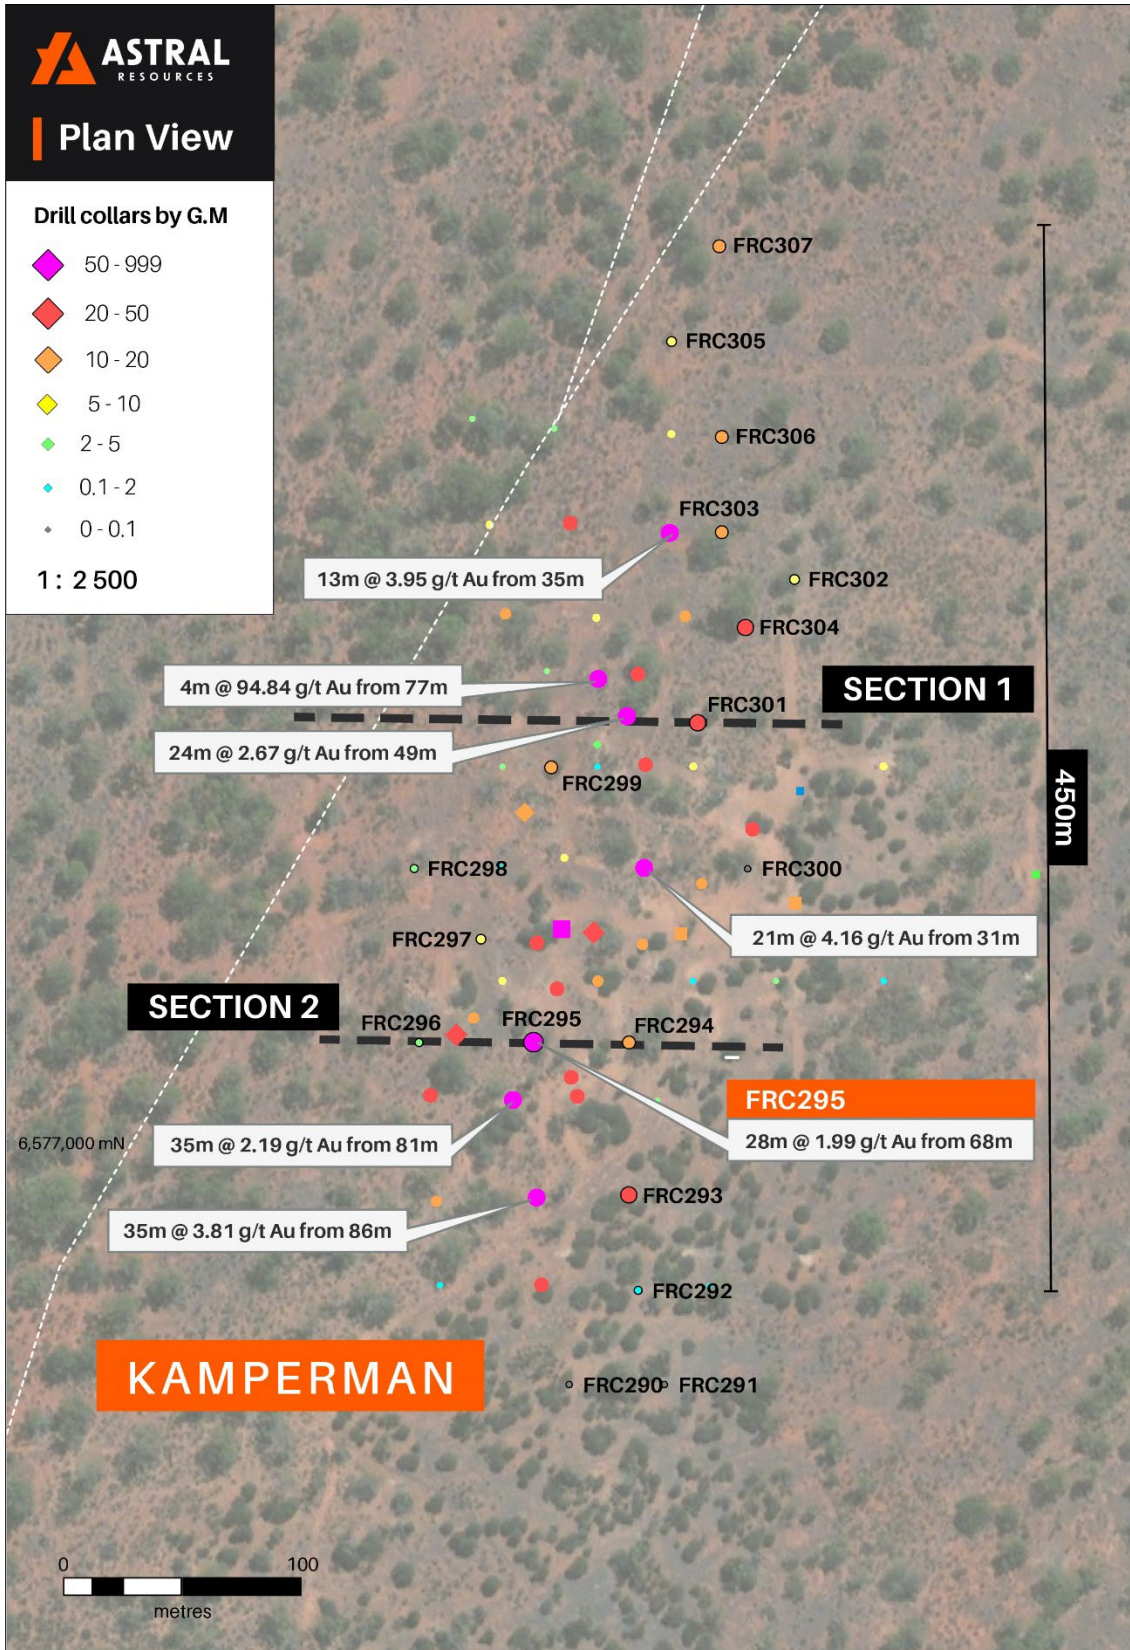 ASTRAL
RESOURCES
Plan View
Drill collars by G.M
50 - 999
20 - 50
10 - 20
5 - 10
2 - 5
0.1 - 2
0 - 0.1
1 : 2 500
FRC307
FRC305
FRC306
FRC303
13m @ 3.95 g/t Au from 35m
FRC302
FRC304
4m @ 94.84 g/t Au from 77m
SECTION 1
FRC301
24m @ 2.67 g/t Au from 49m
FRC299
450m
FRC298
FRC300
21m @ 4.16 g/t Au from 31m
FRC297
SECTION 2
FRC296
FRC295
FRC294
FRC295
28m @ 1.99 g/t Au from 68m
6,577,000 mN
35m @ 2.19 g/t Au from 81m
FRC293
35m @ 3.81 g/t Au from 86m
FRC292
KAMPERMAN
FRC290
FRC291
0 100
metres